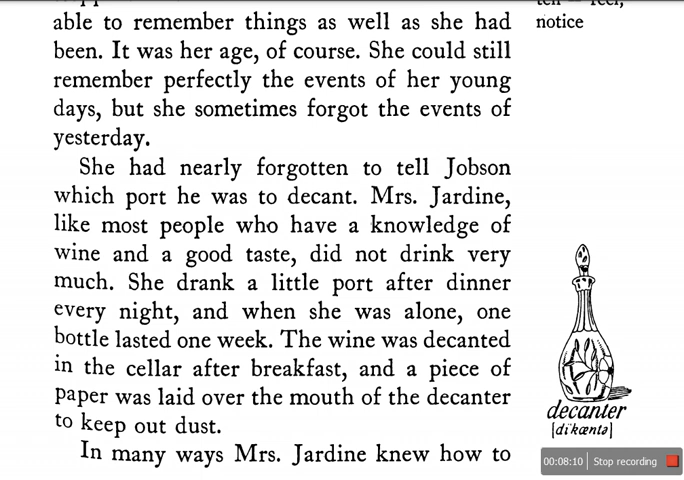 able to remember things as well as she had
been. It was her age, of course. She could still
remember perfectly the events of her young
days, but she sometimes forgot the events of
yesterday.
She had nearly forgotten to tell Jobson
which port he was to decant. Mrs. Jardine,
like most people who have a knowledge of
wine and a good taste, did not drink very
much. She drank a little port after dinner
every night, and when she was alone, one
bottle lasted one week. The wine was decanted
in the cellar after breakfast, and a piece of
paper was laid over the mouth of the decanter
to keep out dust.
In many ways Mrs. Jardine knew how to
notice
decanter
[di'kæntə]
00:08:10 Stop recording